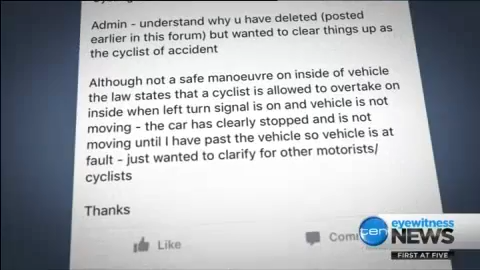 Admin - understand why u have deleted (posted
earlier in this forum) but wanted to clear things up as
the cyclist of accident
Although not a safe manoeuvre on inside of vehicle
the law states that a cyclist is allowed to overtake on
inside when left turn signal is on and vehicle is not
moving - the car has clearly stopped and is not
moving until I have past the vehicle so vehicle is at
fault - just wanted to clarify for other motorists/
cyclists
Thanks
Like
ten
eyewitness
NEWS
FIRST AT FIVE